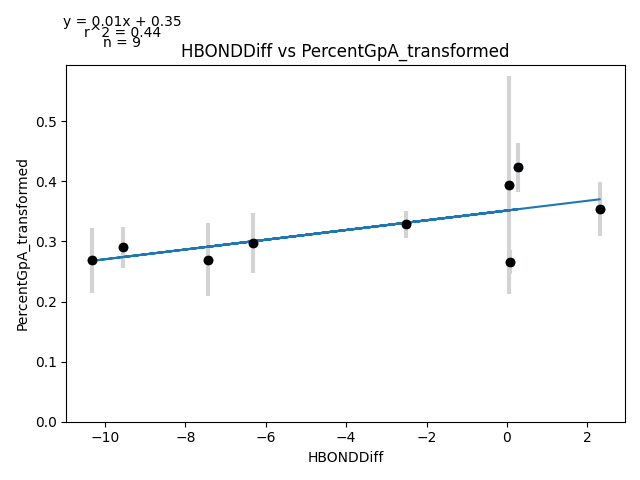 y = 0.01x + 0.35
r^2 = 0.44
n = 9
HBONDDiff vs PercentGpA_transformed
PercentGpA_transformed
0.5
0.4
0.3
0.2
0.1
0.0
−10
−8
−6
−4
−2
0
2
HBONDDiff